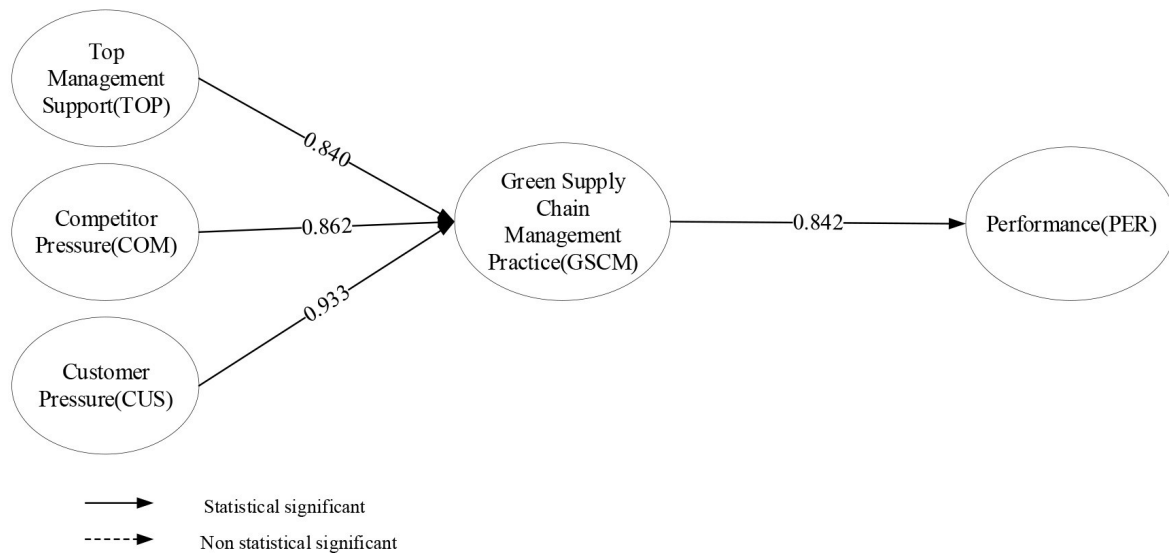 Top
Management
Support(TOP)
0.840
Competitor
Pressure(COM)
0.862
Customer
Pressure(CUS)
0.933
Green Supply
Chain
Management
Practice(GSCM)
0.842
Performance(PER)
Statistical significant
Non statistical significant